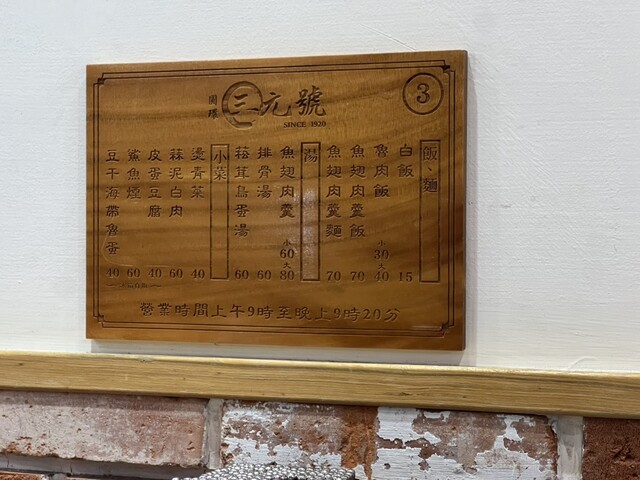 圓環 三元號
SINCE 1920
3
飯、麵
白飯 15
魯肉飯 小30 大40
魚翅肉羹飯 70
魚翅肉羹麵 70
湯
魚翅肉羹 小60 大80
排骨湯 60
菘茸鳥蛋湯 60
小菜
燙青菜 40
蒜泥白肉 60
皮蛋豆腐 40
鯊魚煙 60
豆干海帶魯蛋 40
營業時間上午9時至晚上9時20分